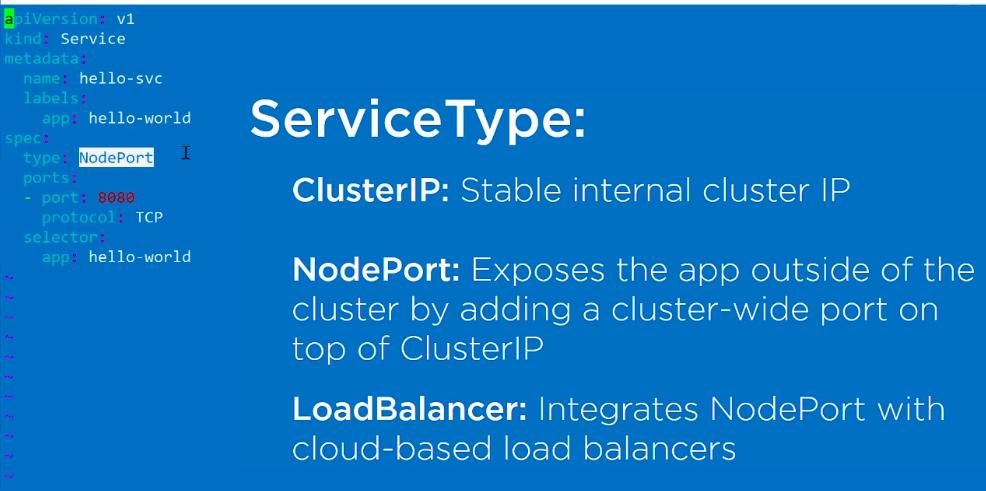 apiVersion: v1
kind: Service
metadata:
  name: hello-svc
  labels:
    app: hello-world
spec:
  type: NodePort
  ports:
  - port: 8080
    protocol: TCP
  selector:
    app: hello-world
~
~
~
~
~
~
~
~
~
~
~
ServiceType:
ClusterIP: Stable internal cluster IP
NodePort: Exposes the app outside of the
cluster by adding a cluster-wide port on
top of ClusterIP
LoadBalancer: Integrates NodePort with
cloud-based load balancers